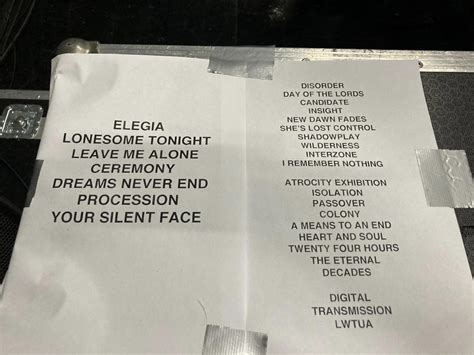 ELEGIA
LONESOME TONIGHT
LEAVE ME ALONE
CEREMONY
DREAMS NEVER END
PROCESSION
YOUR SILENT FACE
DISORDER
DAY OF THE LORDS
CANDIDATE
INSIGHT
NEW DAWN FADES
SHE'S LOST CONTROL
SHADOWPLAY
WILDERNESS
INTERZONE
I REMEMBER NOTHING
ATROCITY EXHIBITION
ISOLATION
PASSOVER
COLONY
A MEANS TO AN END
HEART AND SOUL
TWENTY FOUR HOURS
THE ETERNAL
DECADES
DIGITAL
TRANSMISSION
LWTUA